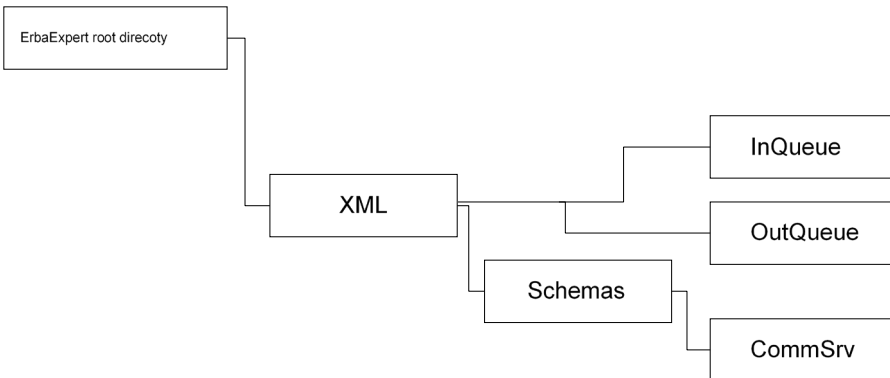 ErbaExpert root direcoty
InQueue
XML
OutQueue
Schemas
CommSrv